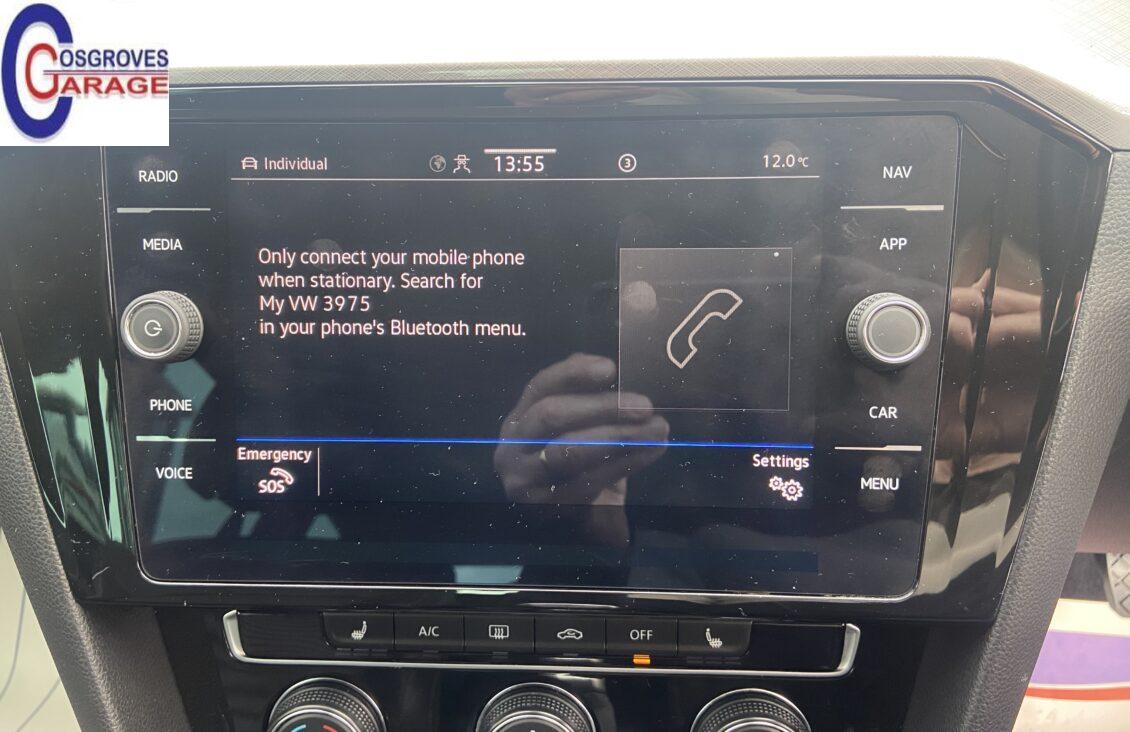 COSGROVES
GARAGE
RADIO
MEDIA
PHONE
VOICE
Individual
13:55
3
12.0 °C
Only connect your mobile phone
when stationary. Search for
My VW 3975
in your phone's Bluetooth menu.
Emergency
SOS
Settings
NAV
APP
CAR
MENU
A/C
OFF